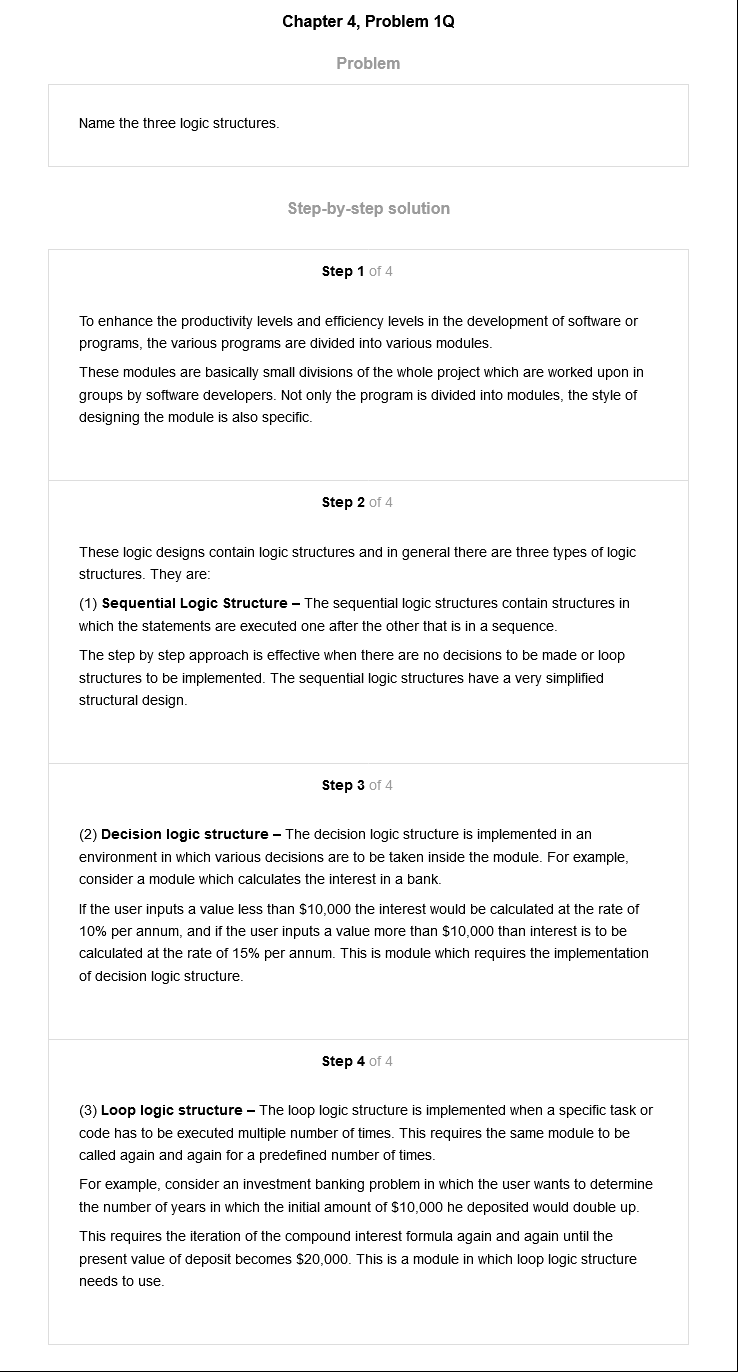 Chapter 4, Problem 1Q
Problem
Name the three logic structures.
Step-by-step solution
Step 1 of 4
To enhance the productivity levels and efficiency levels in the development of software or
programs, the various programs are divided into various modules.
These modules are basically small divisions of the whole project which are worked upon in
groups by software developers. Not only the program is divided into modules, the style of
designing the module is also specific.
Step 2 of 4
These logic designs contain logic structures and in general there are three types of logic
structures. They are:
(1) Sequential Logic Structure – The sequential logic structures contain structures in
which the statements are executed one after the other that is in a sequence.
The step by step approach is effective when there are no decisions to be made or loop
structures to be implemented. The sequential logic structures have a very simplified
structural design.
Step 3 of 4
(2) Decision logic structure – The decision logic structure is implemented in an
environment in which various decisions are to be taken inside the module. For example,
consider a module which calculates the interest in a bank.
If the user inputs a value less than $10,000 the interest would be calculated at the rate of
10% per annum, and if the user inputs a value more than $10,000 than interest is to be
calculated at the rate of 15% per annum. This is module which requires the implementation
of decision logic structure.
Step 4 of 4
(3) Loop logic structure – The loop logic structure is implemented when a specific task or
code has to be executed multiple number of times. This requires the same module to be
called again and again for a predefined number of times.
For example, consider an investment banking problem in which the user wants to determine
the number of years in which the initial amount of $10,000 he deposited would double up.
This requires the iteration of the compound interest formula again and again until the
present value of deposit becomes $20,000. This is a module in which loop logic structure
needs to use.